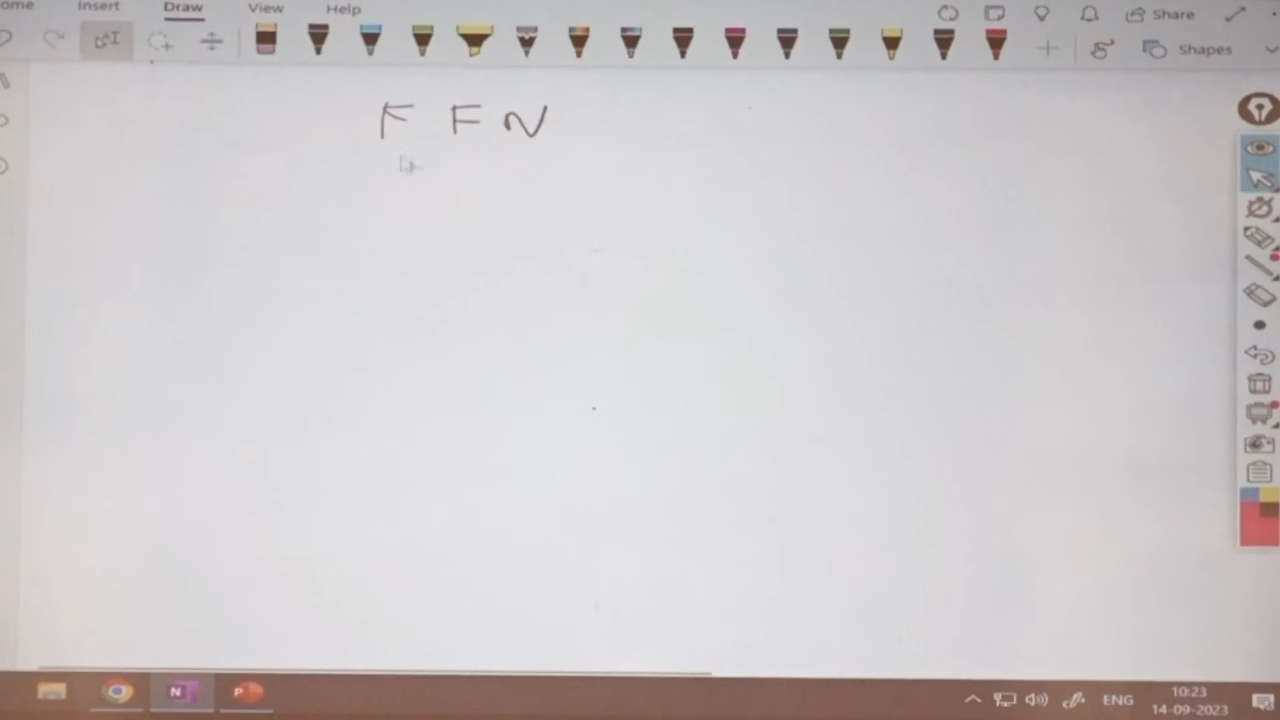 ome Insert Draw View Help Share
Shapes
F F N
N P ENG 10:23
14-09-2023